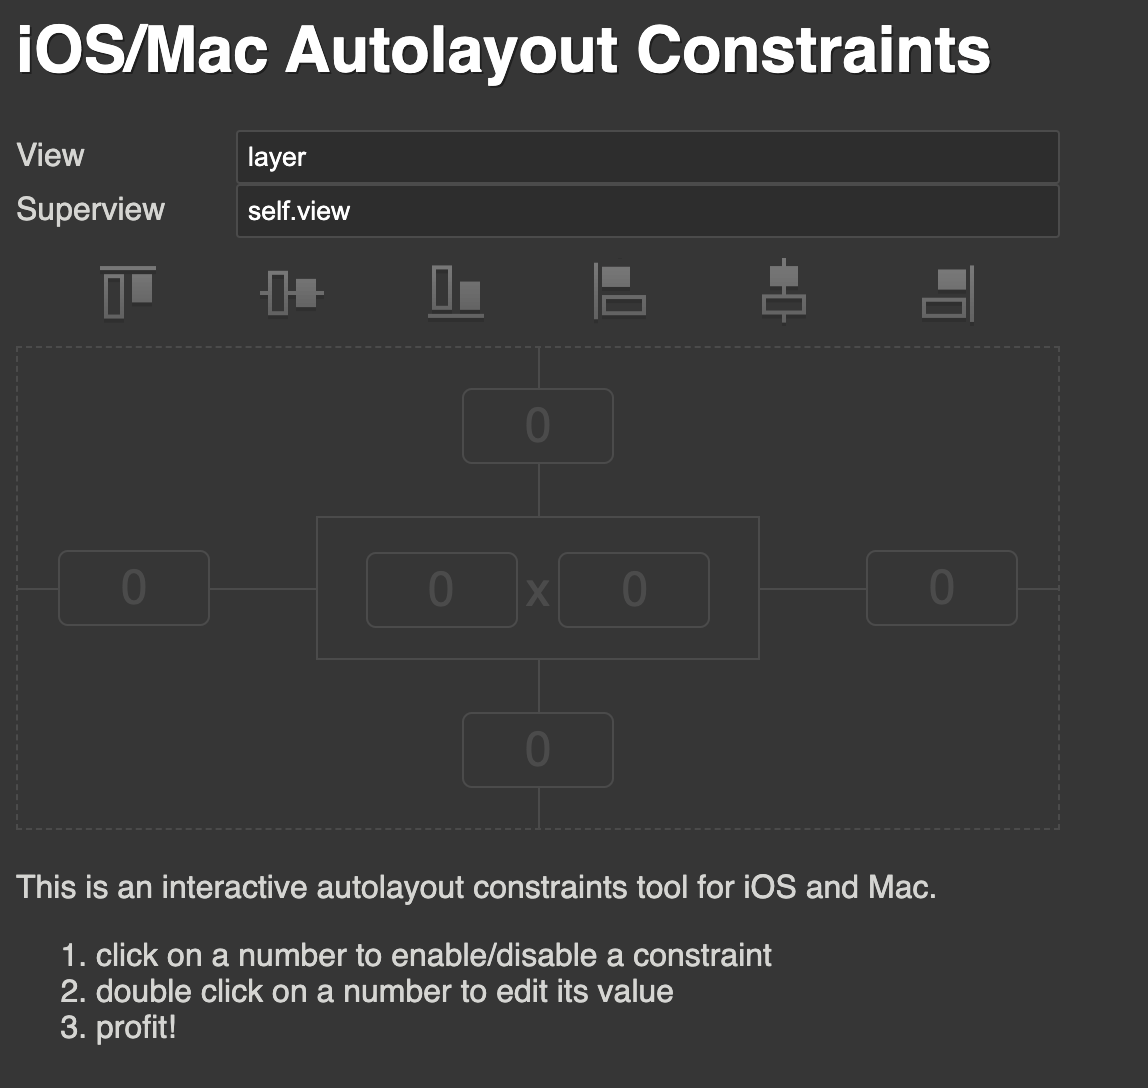 iOS/Mac Autolayout Constraints
View layer
Superview self.view
0
0 0 x 0 0
0
This is an interactive autolayout constraints tool for iOS and Mac.
1. click on a number to enable/disable a constraint
2. double click on a number to edit its value
3. profit!